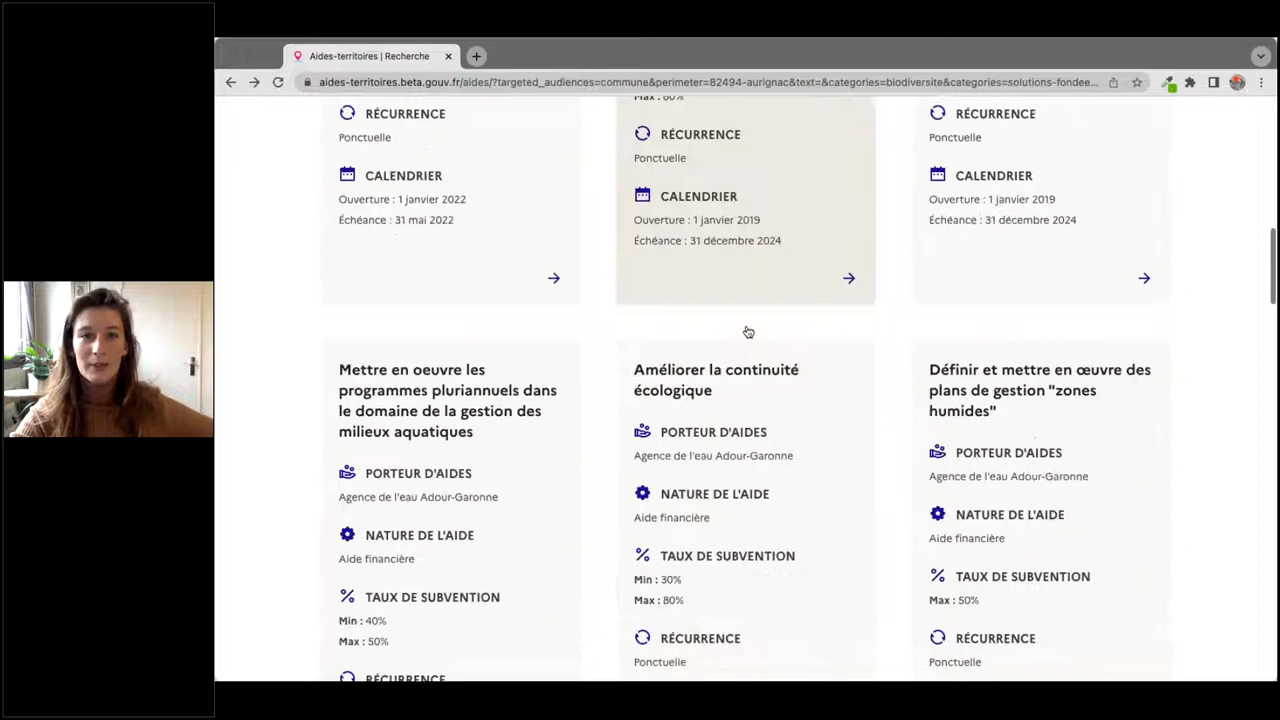 Aides-territoires | Recherche
aides-territoires.beta.gouv.fr/aides/?targeted_audiences=commune&perimeter=82494-aurignac&text=&categories=biodiversite&categories=solutions-fondee...
RÉCURRENCE
Ponctuelle
CALENDRIER
Ouverture : 1 janvier 2022
Échéance : 31 mai 2022
Max : 60%
RÉCURRENCE
Ponctuelle
CALENDRIER
Ouverture : 1 janvier 2019
Échéance : 31 décembre 2024
RÉCURRENCE
Ponctuelle
CALENDRIER
Ouverture : 1 janvier 2019
Échéance : 31 décembre 2024
Mettre en oeuvre les
programmes pluriannuels dans
le domaine de la gestion des
milieux aquatiques
PORTEUR D'AIDES
Agence de l'eau Adour-Garonne
NATURE DE L'AIDE
Aide financière
TAUX DE SUBVENTION
Min : 40%
Max : 50%
RÉCURRENCE
Améliorer la continuité
écologique
PORTEUR D'AIDES
Agence de l'eau Adour-Garonne
NATURE DE L'AIDE
Aide financière
TAUX DE SUBVENTION
Min : 30%
Max : 80%
RÉCURRENCE
Ponctuelle
Définir et mettre en œuvre des
plans de gestion "zones
humides"
PORTEUR D'AIDES
Agence de l'eau Adour-Garonne
NATURE DE L'AIDE
Aide financière
TAUX DE SUBVENTION
Max : 50%
RÉCURRENCE
Ponctuelle